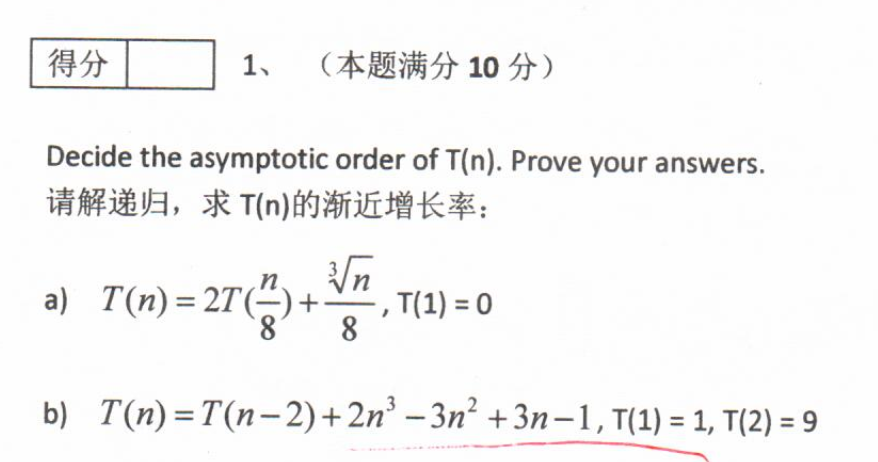 得分 1、 （本题满分 10 分）
Decide the asymptotic order of T(n). Prove your answers.
请解递归，求 T(n)的渐近增长率：
a) $T(n) = 2T(\frac{n}{8}) + \frac{\sqrt[3]{n}}{8}$, T(1) = 0
b) $T(n) = T(n-2) + 2n^3 - 3n^2 + 3n - 1$, T(1) = 1, T(2) = 9